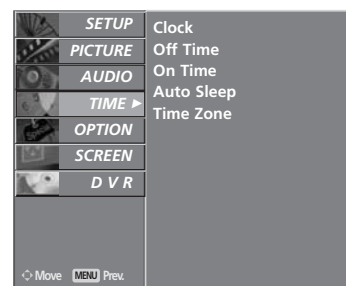 SETUP
PICTURE
AUDIO
TIME ►
OPTION
SCREEN
D V R
Clock
Off Time
On Time
Auto Sleep
Time Zone
Move MENU Prev.